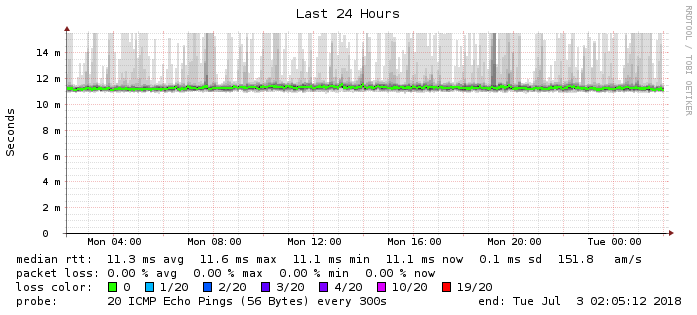 Last 24 Hours
RRDTOOL / TOBI OETIKER
Seconds
14 m
12 m
10 m
8 m
6 m
4 m
2 m
0
Mon 04:00 Mon 08:00 Mon 12:00 Mon 16:00 Mon 20:00 Tue 00:00
median rtt: 11.3 ms avg 11.6 ms max 11.1 ms min 11.1 ms now 0.1 ms sd 151.8 am/s
packet loss: 0.00 % avg 0.00 % max 0.00 % min 0.00 % now
loss color: 0 1/20 2/20 3/20 4/20 10/20 19/20
probe: 20 ICMP Echo Pings (56 Bytes) every 300s end: Tue Jul 3 02:05:12 2018